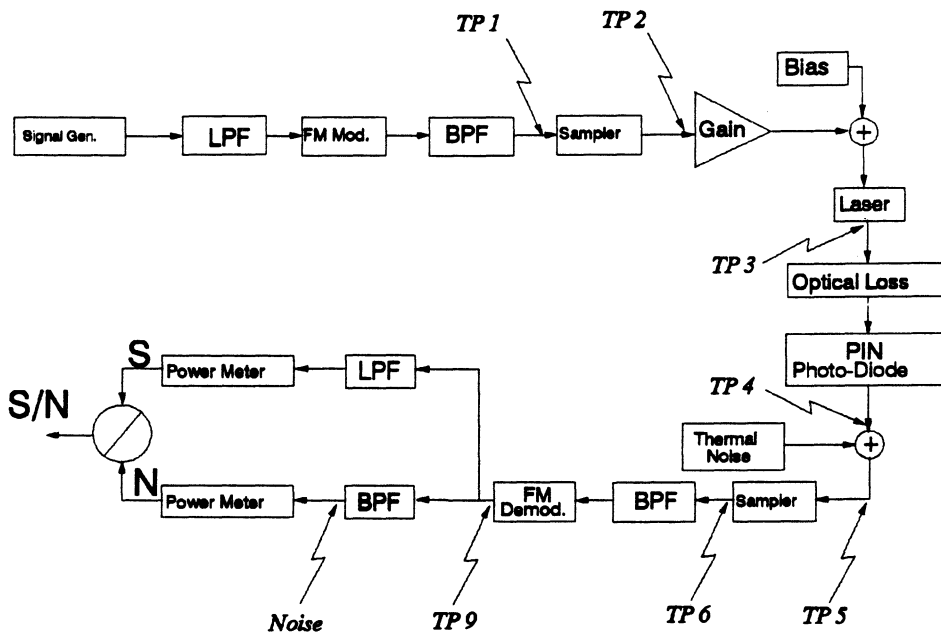 TP 1
TP 2
Bias
Signal Gen.
LPF
FM Mod.
BPF
Sampler
Gain
+
Laser
TP 3
Optical Loss
PIN
Photo-Diode
S
Power Meter
LPF
TP 4
S/N
Thermal
Noise
+
N
Power Meter
BPF
FM
Demod.
BPF
Sampler
Noise
TP 9
TP 6
TP 5